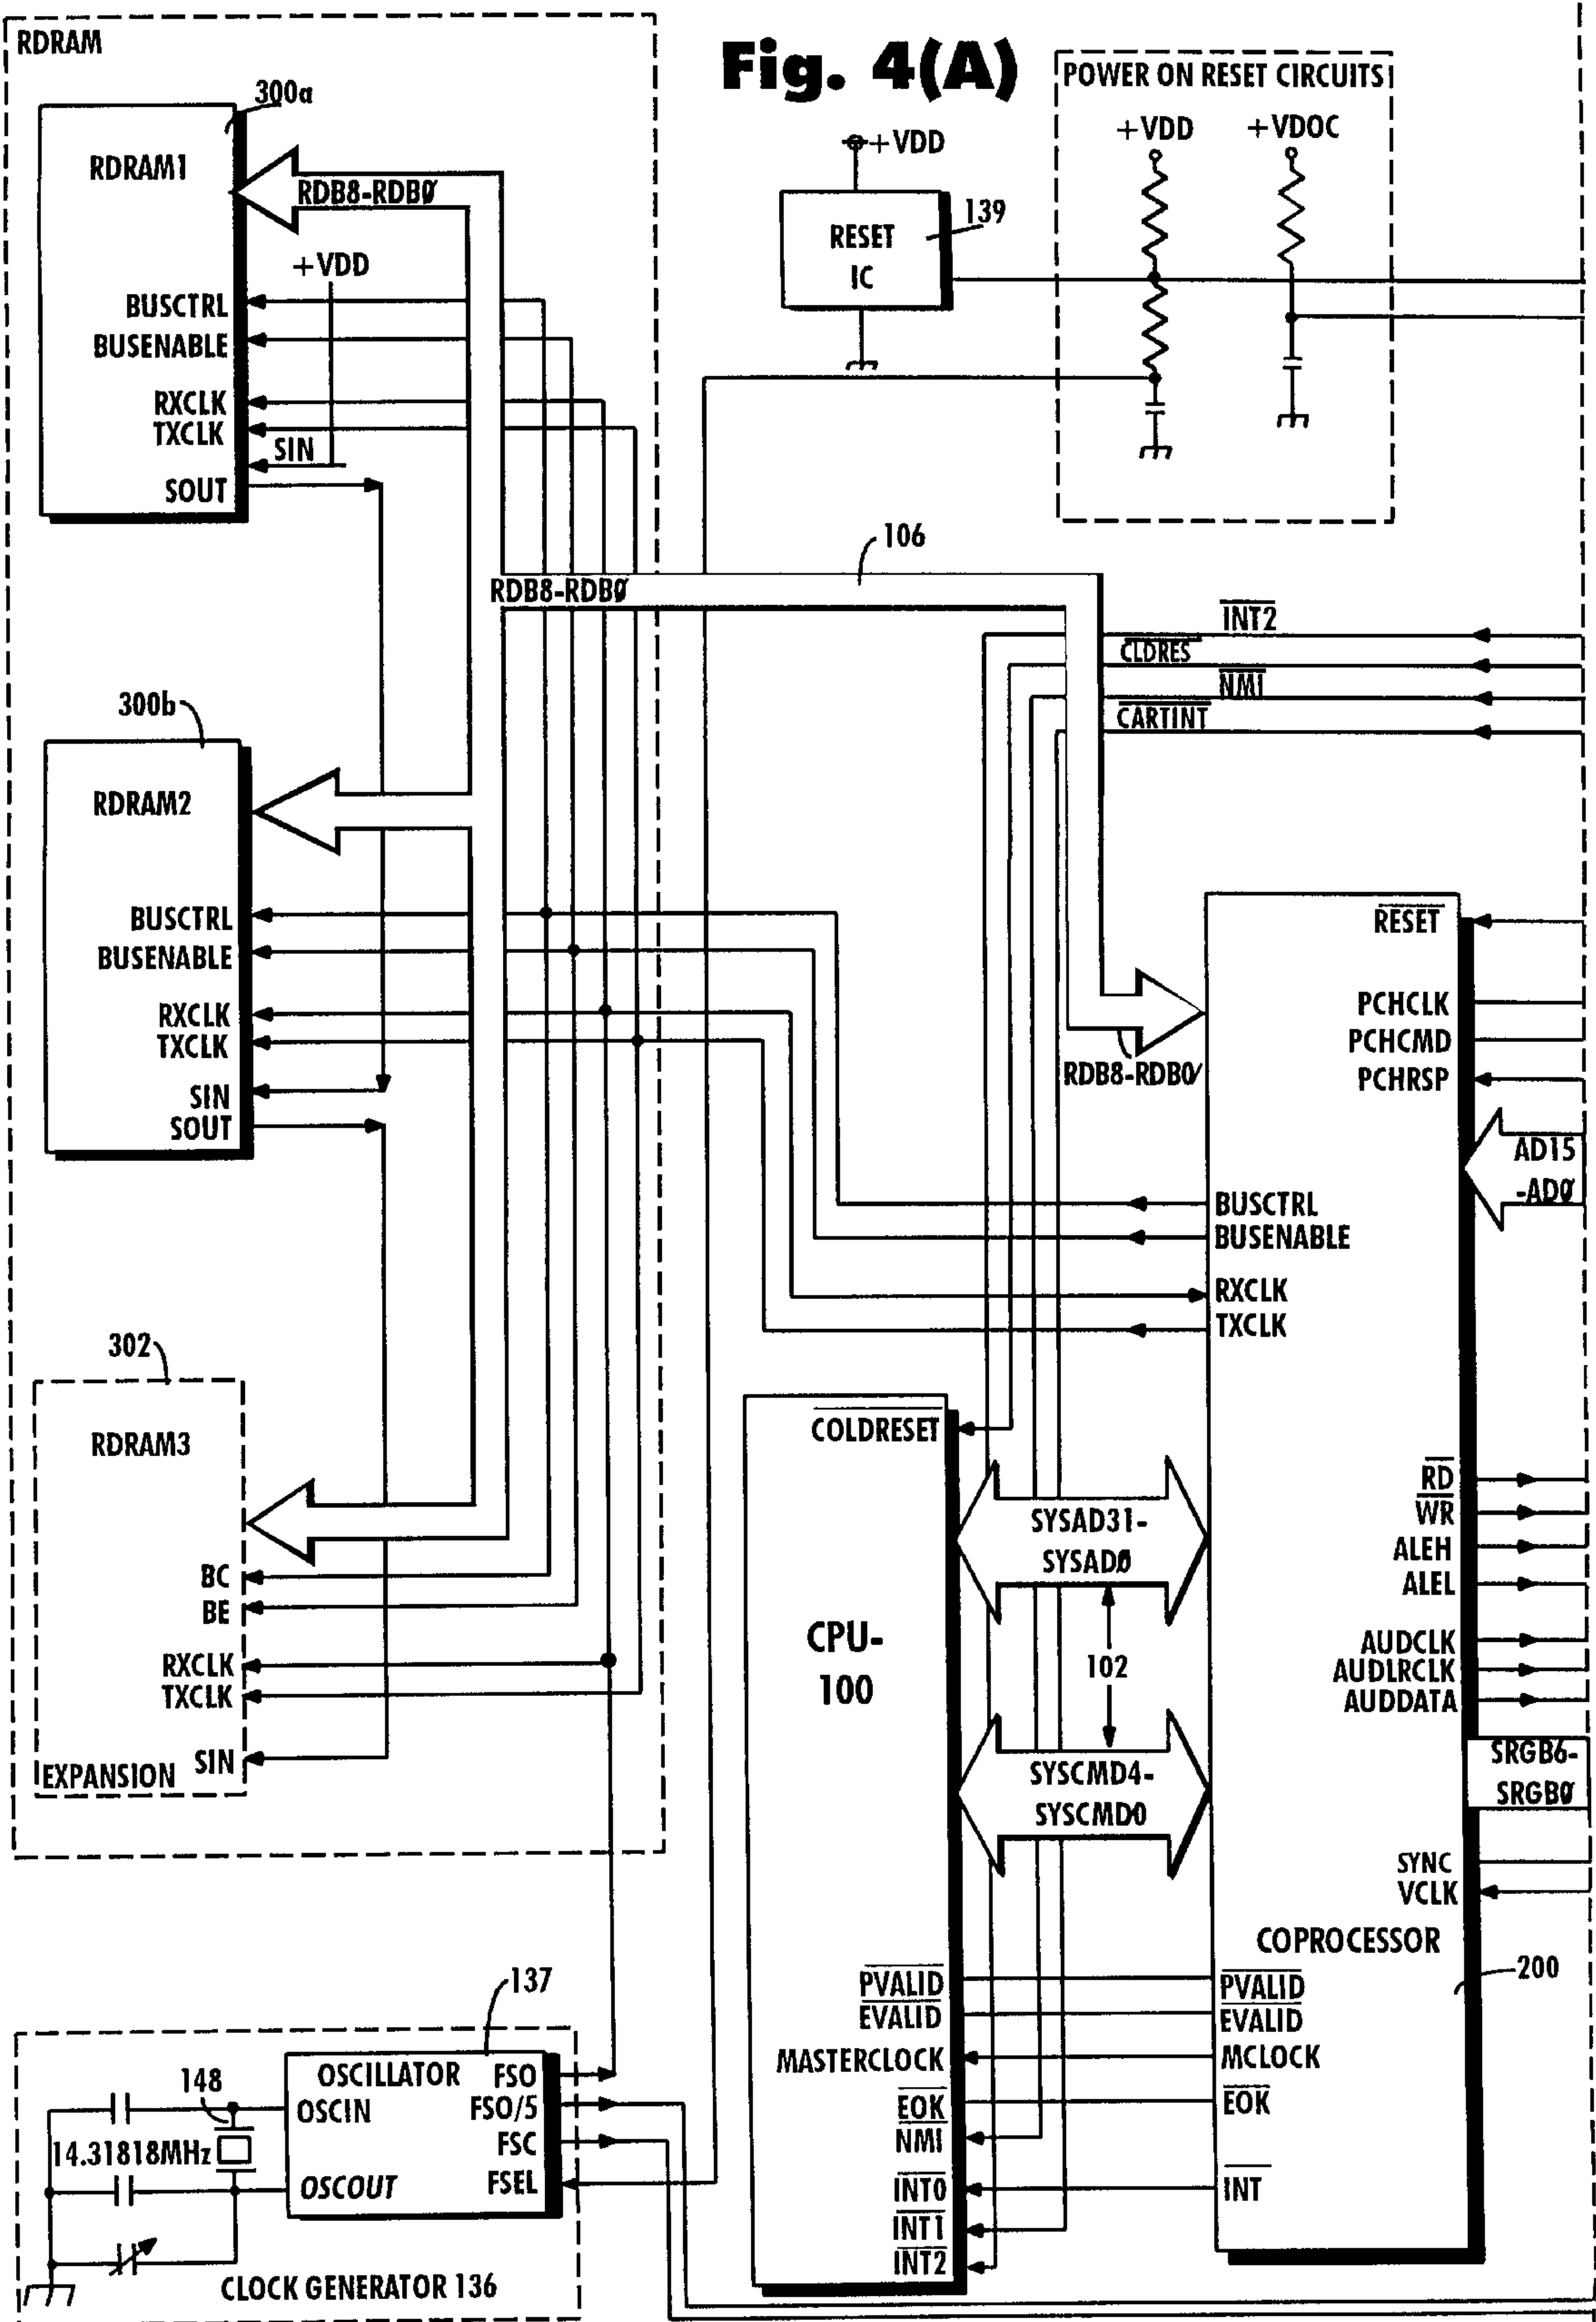 Fig. 4(A)
RDRAM
300a
RDRAM1
RDB8-RDBØ
+VDD
BUSCTRL
BUSENABLE
RXCLK
TXCLK
SIN
SOUT
+VDD
RESET
IC
139
POWER ON RESET CIRCUITS
+VDD
+VDOC
106
RDB8-RDBØ
INT2
CLDRES
NMI
CARTINT
300b
RDRAM2
BUSCTRL
BUSENABLE
RXCLK
TXCLK
SIN
SOUT
RDB8-RDB0
RESET
PCHCLK
PCHCMD
PCHRSP
AD15
-ADØ
BUSCTRL
BUSENABLE
RXCLK
TXCLK
302
RDRAM3
BC
BE
RXCLK
TXCLK
SIN
EXPANSION
COLDRESET
SYSAD31-
SYSADØ
CPU-
100
102
SYSCMD4-
SYSCMD0
RD
WR
ALEH
ALEL
AUDCLK
AUDLRCLK
AUDDATA
SRGB6-
SRGBØ
SYNC
VCLK
COPROCESSOR
200
PVALID
EVALID
MASTERCLOCK
EOK
NMI
INT0
INT1
INT2
PVALID
EVALID
MCLOCK
EOK
INT
137
OSCILLATOR
FSO
148
OSCIN
FSO/5
14.31818MHz
FSC
OSCOUT
FSEL
CLOCK GENERATOR 136